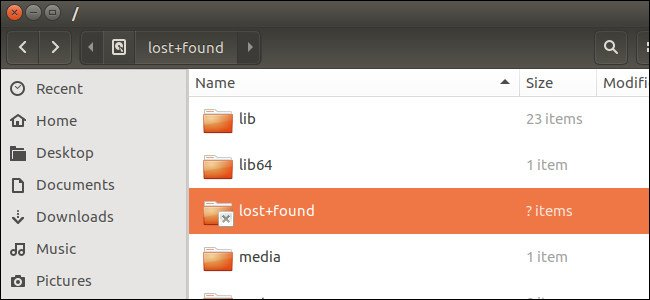 /
lost+found
Name Size Modifi
Recent
Home
Desktop
Documents
Downloads
Music
Pictures
lib 23 items
lib64 1 item
lost+found ? items
media 1 item